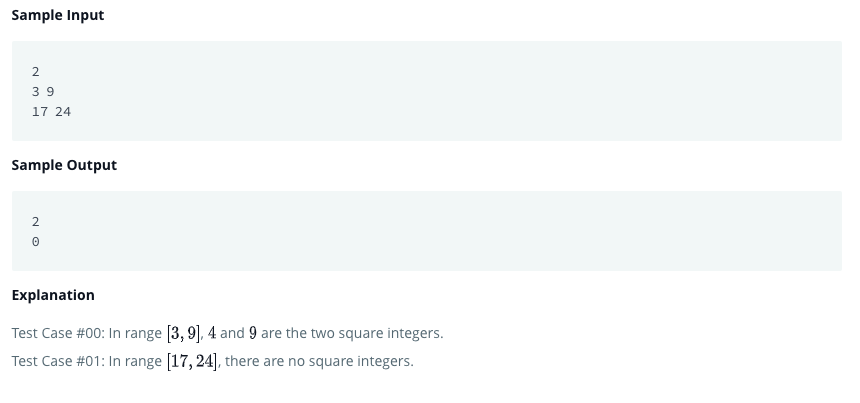 Sample Input
2
3 9
17 24
Sample Output
2
0
Explanation
Test Case #00: In range [3, 9], 4 and 9 are the two square integers.
Test Case #01: In range [17, 24], there are no square integers.